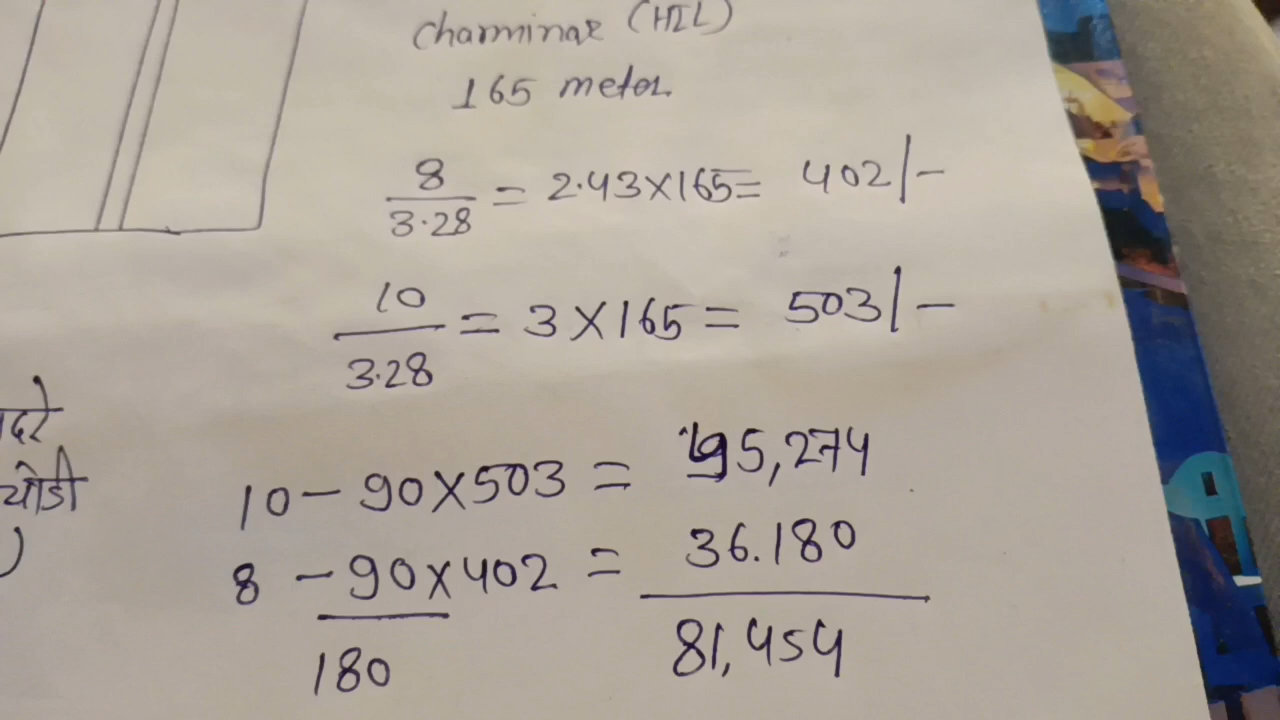 Charminar (HIL)
165 meter.
8/3.28 = 2.43×165= 402/-
10/3.28 = 3×165= 503/-
10-90×503 = 45,274
8 -90×402 = 36.180
180 81,454
योडी